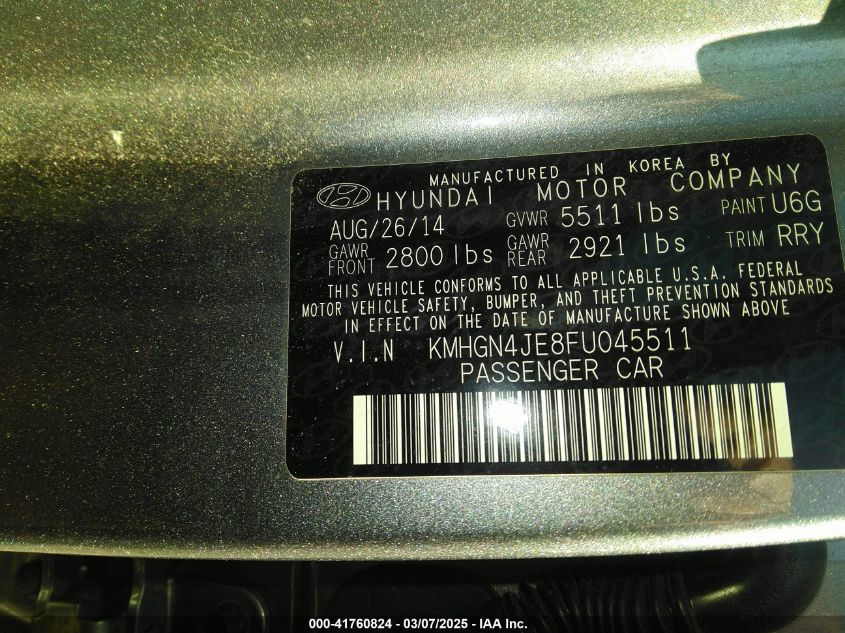 MANUFACTURED IN KOREA BY
HYUNDAI MOTOR COMPANY
AUG/26/14 GVWR 5511 lbs PAINT U6G
GAWR FRONT 2800 lbs GAWR REAR 2921 lbs TRIM RRY
THIS VEHICLE CONFORMS TO ALL APPLICABLE U.S.A. FEDERAL
MOTOR VEHICLE SAFETY, BUMPER, AND THEFT PREVENTION STANDARDS
IN EFFECT ON THE DATE OF MANUFACTURE SHOWN ABOVE
V.I.N KMHGN4JE8FU045511
PASSENGER CAR
000-41760824 - 03/07/2025 - IAA Inc.